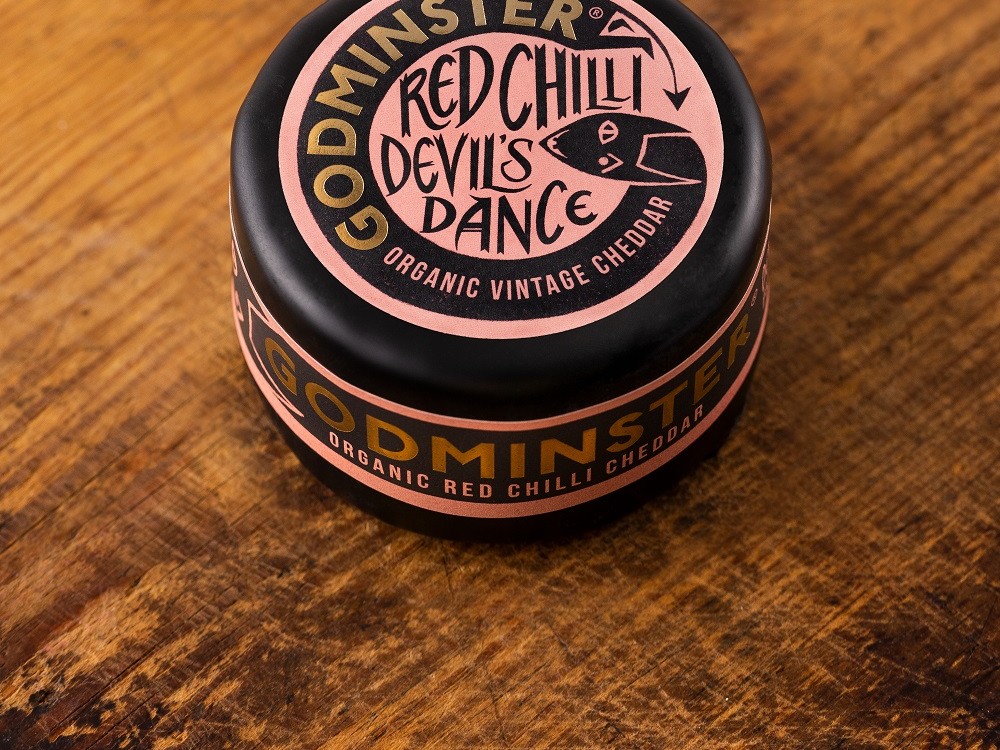 GODMINSTER®
RED CHILLI
DEVIL'S
DANCE
ORGANIC VINTAGE CHEDDAR
GODMINSTER®
ORGANIC RED CHILLI CHEDDAR